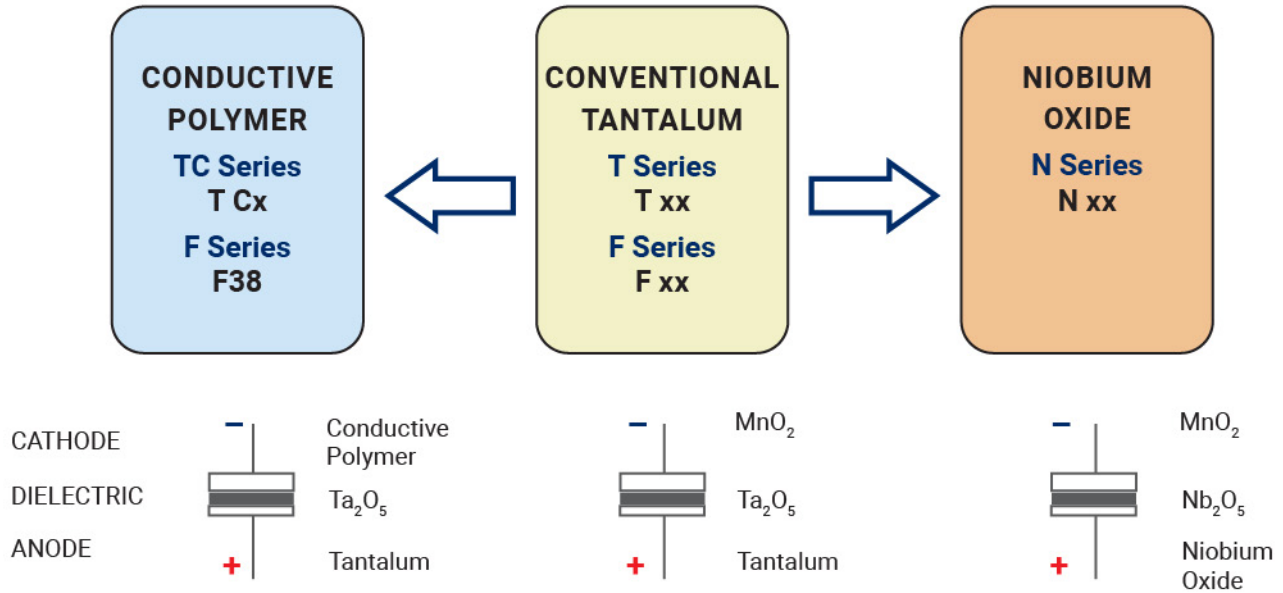 CONDUCTIVE
POLYMER
TC Series
T Cx
F Series
F38
CONVENTIONAL
TANTALUM
T Series
T xx
F Series
F xx
NIOBIUM
OXIDE
N Series
N xx
CATHODE
DIELECTRIC
ANODE
–
+
Conductive
Polymer
Ta₂O₅
Tantalum
–
+
MnO₂
Ta₂O₅
Tantalum
–
+
MnO₂
Nb₂O₅
Niobium
Oxide